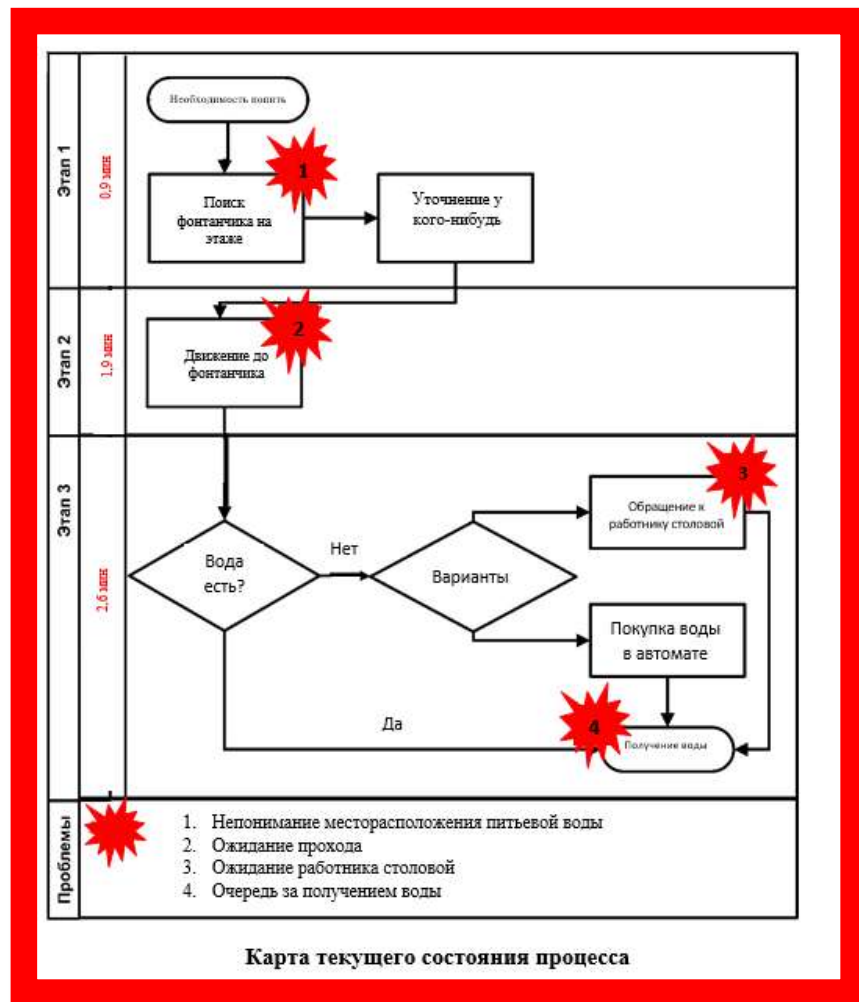 Этап 1
0,9 мин
Необходимость попить
1
Поиск
фонтанчика на
этаже
Уточнение у
кого-нибудь
Этап 2
1,9 мин
2
Движение до
фонтанчика
Этап 3
2,6 мин
3
Обращение к
работнику столовой
Вода
есть?
Нет
Варианты
Покупка воды
в автомате
Да
4
Получение воды
Проблемы
1. Непонимание месторасположения питьевой воды
2. Ожидание прохода
3. Ожидание работника столовой
4. Очередь за получением воды
Карта текущего состояния процесса